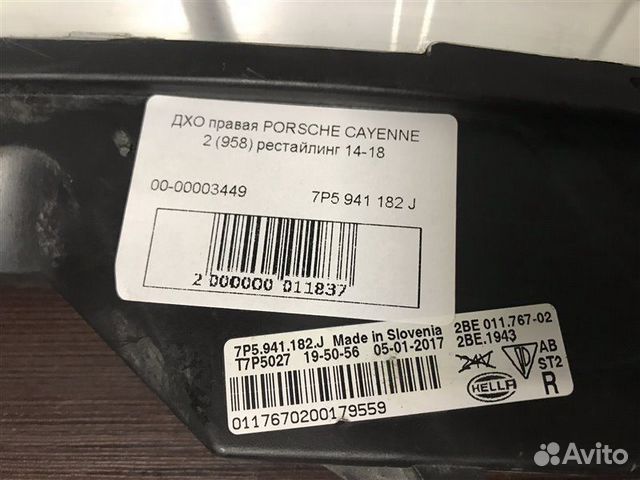 ДХО правая PORSCHE CAYENNE
2 (958) рестайлинг 14-18
00-00003449 7P5 941 182 J
2 000000 011837
7P5.941.182.J Made in Slovenia 2BE 011.767-02
T7P5027 19-50-56 05-01-2017 2BE.1943
24V AB
ST2
HELLA R
0117670200179559
Avito